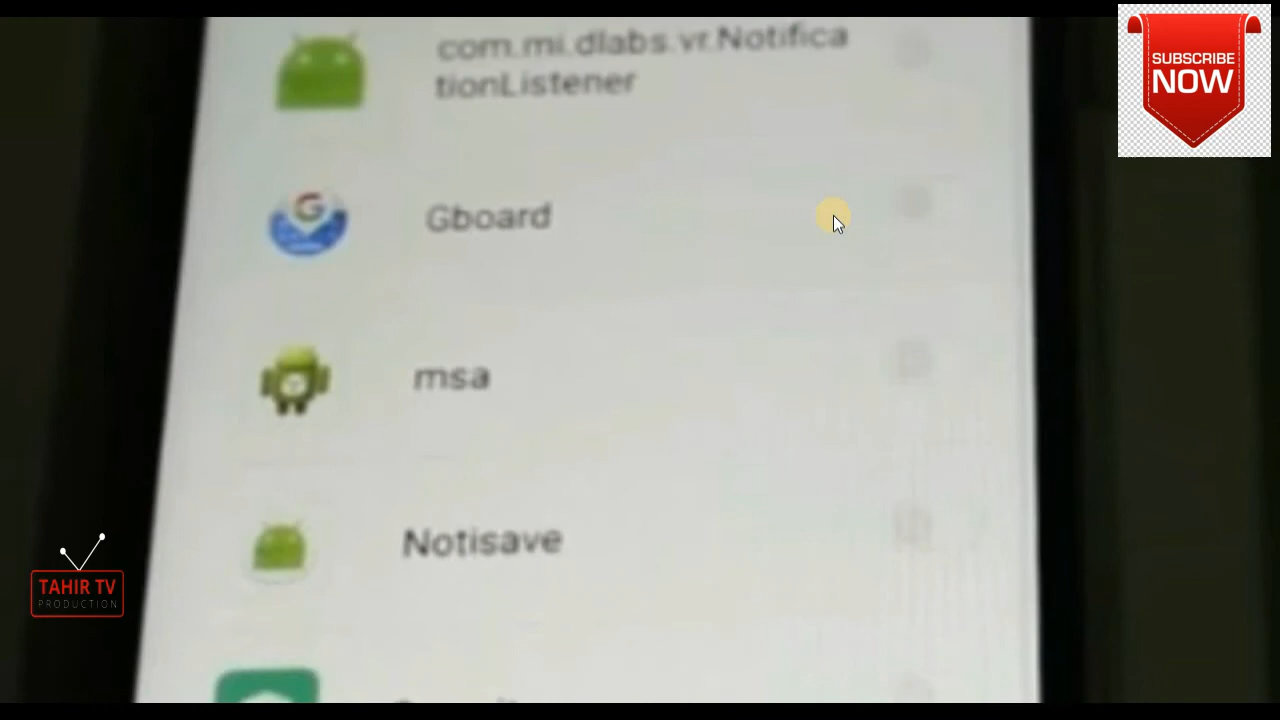 com.mi.dlabs.vr.Notifica
tionListener
SUBSCRIBE
NOW
Gboard
msa
Notisave
TAHIR TV
PRODUCTION